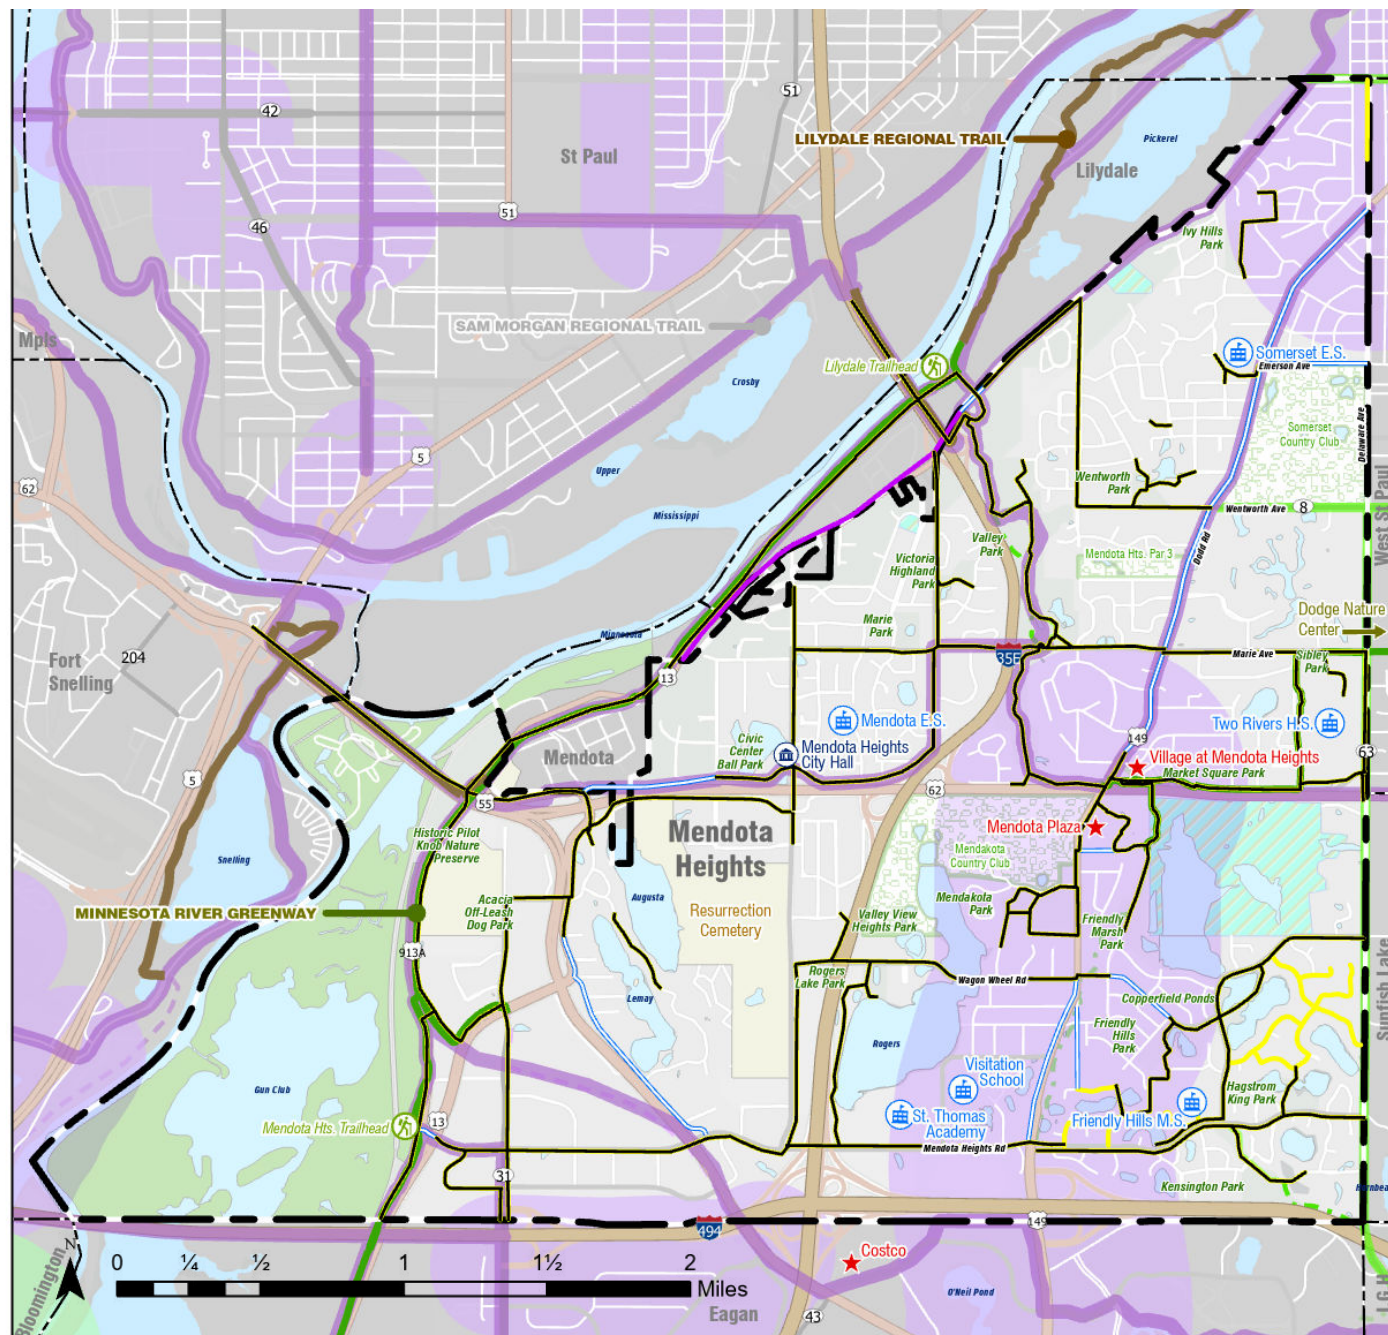 42
51
LILYDALE REGIONAL TRAIL
Pickerel
St Paul
Lilydale
51
46
Ivy Hills
Park
SAM MORGAN REGIONAL TRAIL
Mpls
Lilydale Trailhead
Somerset E.S.
Emerson Ave
Crosby
Somerset
Country Club
Delaware Ave
5
Upper
62
Wentworth
Park
West St Paul
Mississippi
Wentworth Ave
8
Valley
Park
Dodd Rd
Mendota Hts. Par 3
Victoria
Highland
Park
Dodge Nature
Center
Marie
Park
Minnesota
204
Fort
Snelling
35E
Marie Ave
Sibley
Park
13
Mendota E.S.
Two Rivers H.S.
149
Civic
Center
Ball Park
Mendota Heights
City Hall
63
Mendota
Village at Mendota Heights
Market Square Park
5
55
62
Historic Pilot
Knob Nature
Preserve
Mendota
Heights
Mendota Plaza
Snelling
Mendakota
Country Club
Augusta
Acacia
Off-Leash
Dog Park
Resurrection
Cemetery
Mendakota
Park
MINNESOTA RIVER GREENWAY
Valley View
Heights Park
Friendly
Marsh
Park
913A
Rogers
Lake Park
Wagon Wheel Rd
Sunfish Lake
Lemay
Copperfield Ponds
Friendly
Hills
Park
Rogers
Visitation
School
Gun Club
Hagstrom
King Park
13
Mendota Hts. Trailhead
St. Thomas
Academy
Friendly Hills M.S.
Mendota Heights Rd
31
Kensington Park
149
494
Costco
N
0 ¼ ½ 1 1½ 2
Miles
Bloomington
O'Neil Pond
Eagan
43